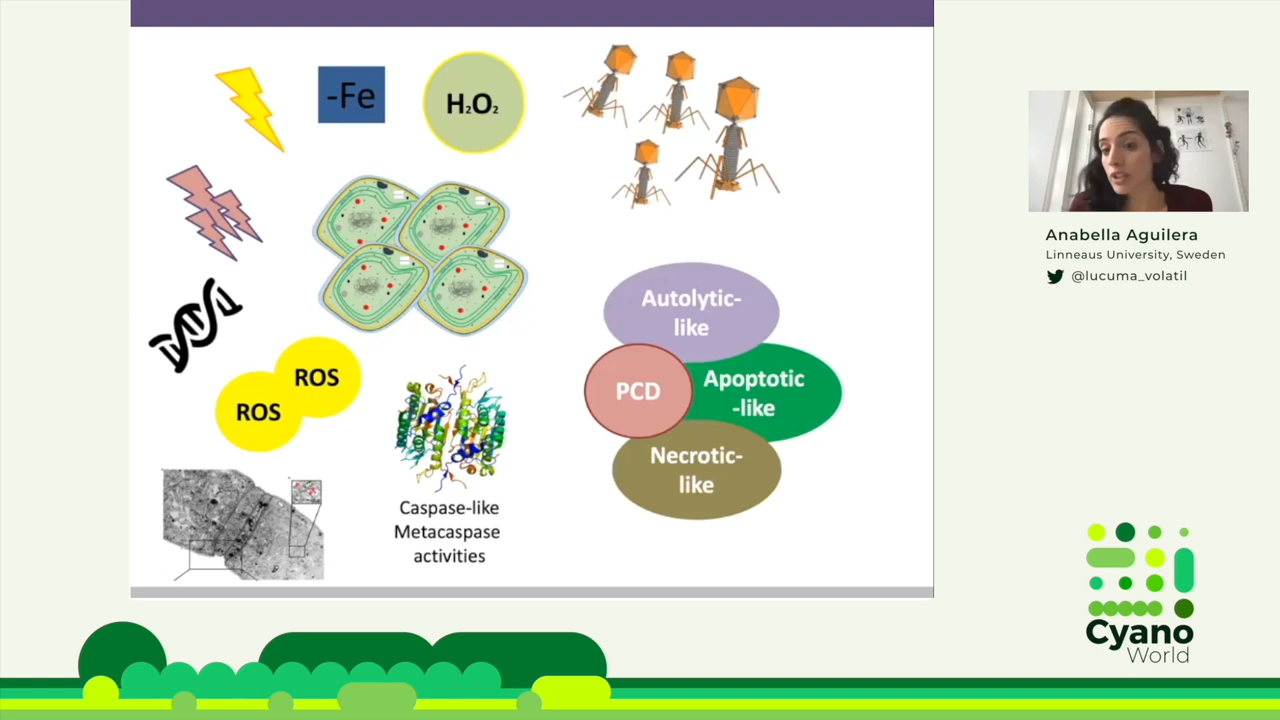 -Fe
H₂O₂
Autolytic-
like
PCD
Apoptotic
-like
Necrotic-
like
ROS
ROS
Caspase-like
Metacaspase
activities
Anabella Aguilera
Linneaus University, Sweden
@lucuma_volatil
Cyano
World